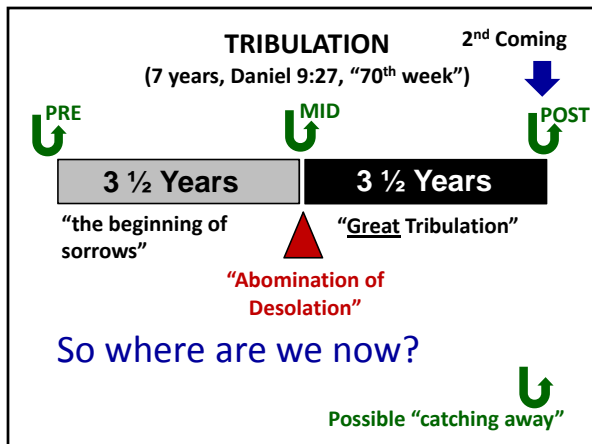 TRIBULATION
2nd Coming
(7 years, Daniel 9:27, “70th week”)
PRE
MID
POST
3 ½ Years
3 ½ Years
“the beginning of
sorrows”
“Great Tribulation”
“Abomination of
Desolation”
So where are we now?
Possible “catching away”